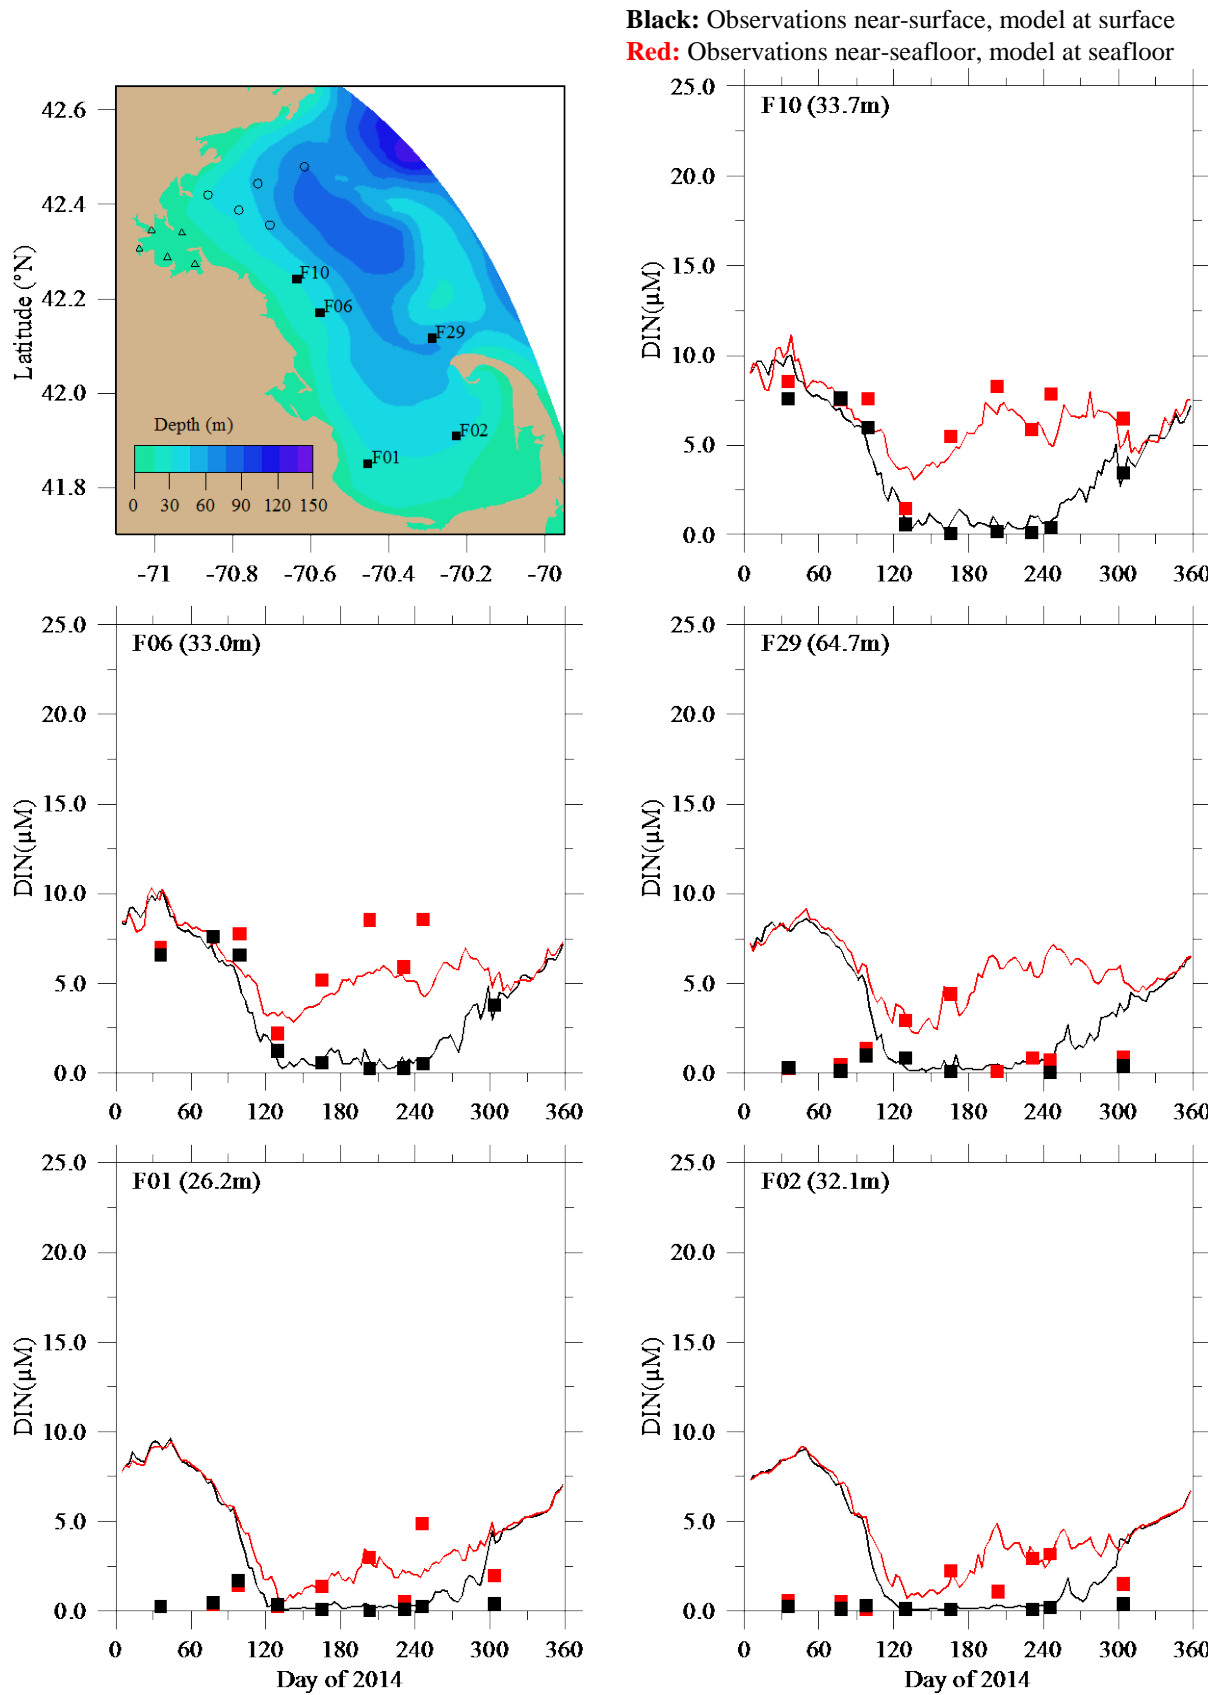 Black: Observations near-surface, model at surface
Red: Observations near-seafloor, model at seafloor
42.6
42.4
42.2
42.0
41.8
Latitude (°N)
F10
F06
F29
F02
F01
Depth (m)
0 30 60 90 120 150
-71 -70.8 -70.6 -70.4 -70.2 -70
F10 (33.7m)
25.0
20.0
15.0
10.0
5.0
0.0
DIN(µM)
0 60 120 180 240 300 360
F06 (33.0m)
25.0
20.0
15.0
10.0
5.0
0.0
DIN(µM)
0 60 120 180 240 300 360
F29 (64.7m)
25.0
20.0
15.0
10.0
5.0
0.0
DIN(µM)
0 60 120 180 240 300 360
F01 (26.2m)
25.0
20.0
15.0
10.0
5.0
0.0
DIN(µM)
0 60 120 180 240 300 360
Day of 2014
F02 (32.1m)
25.0
20.0
15.0
10.0
5.0
0.0
DIN(µM)
0 60 120 180 240 300 360
Day of 2014